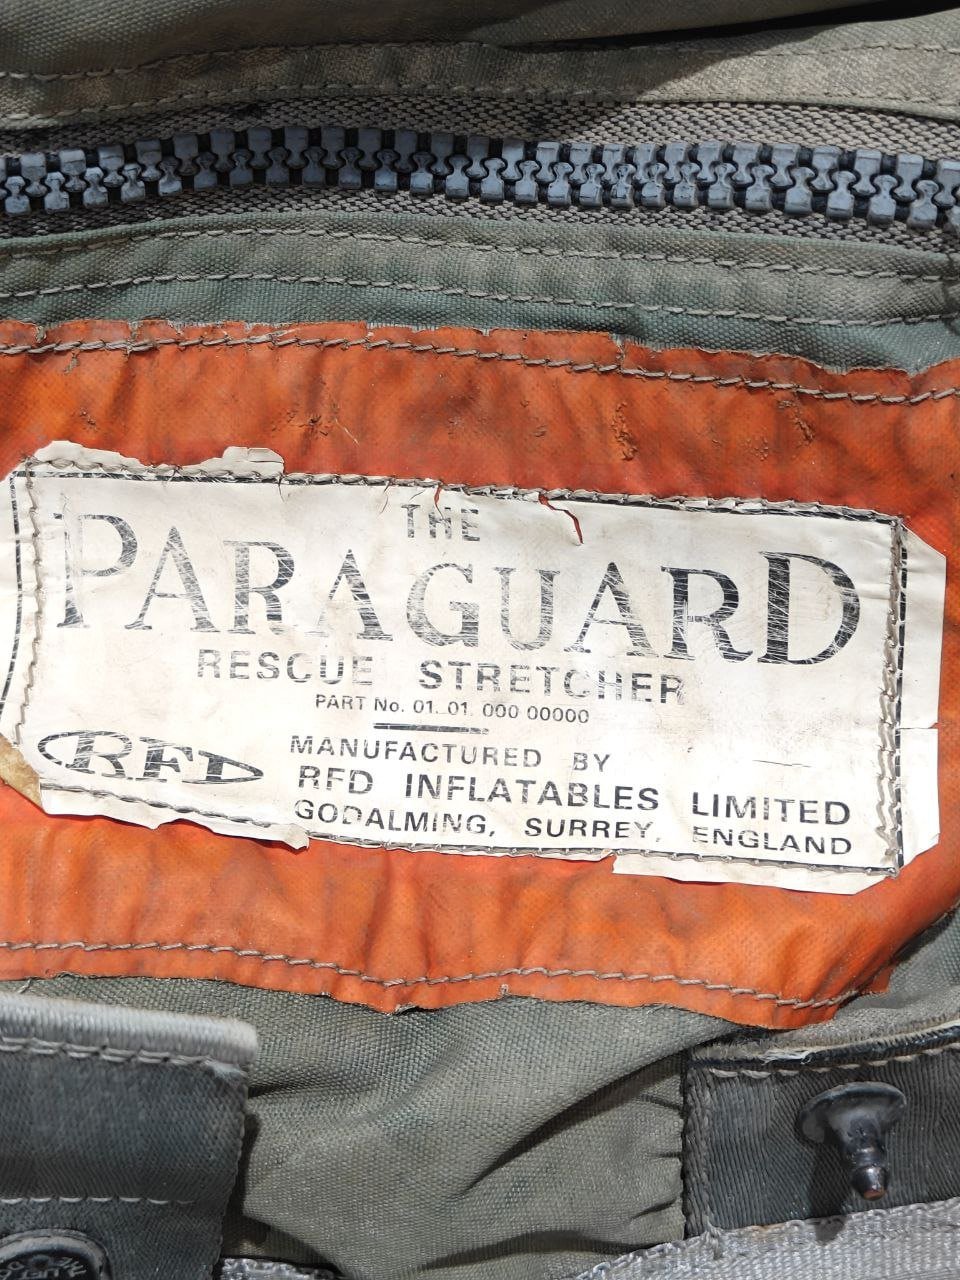 THE
PARAGUARD
RESCUE STRETCHER
PART No. 01. 01. 000 00000
RFD
MANUFACTURED BY
RFD INFLATABLES LIMITED
GODALMING, SURREY, ENGLAND